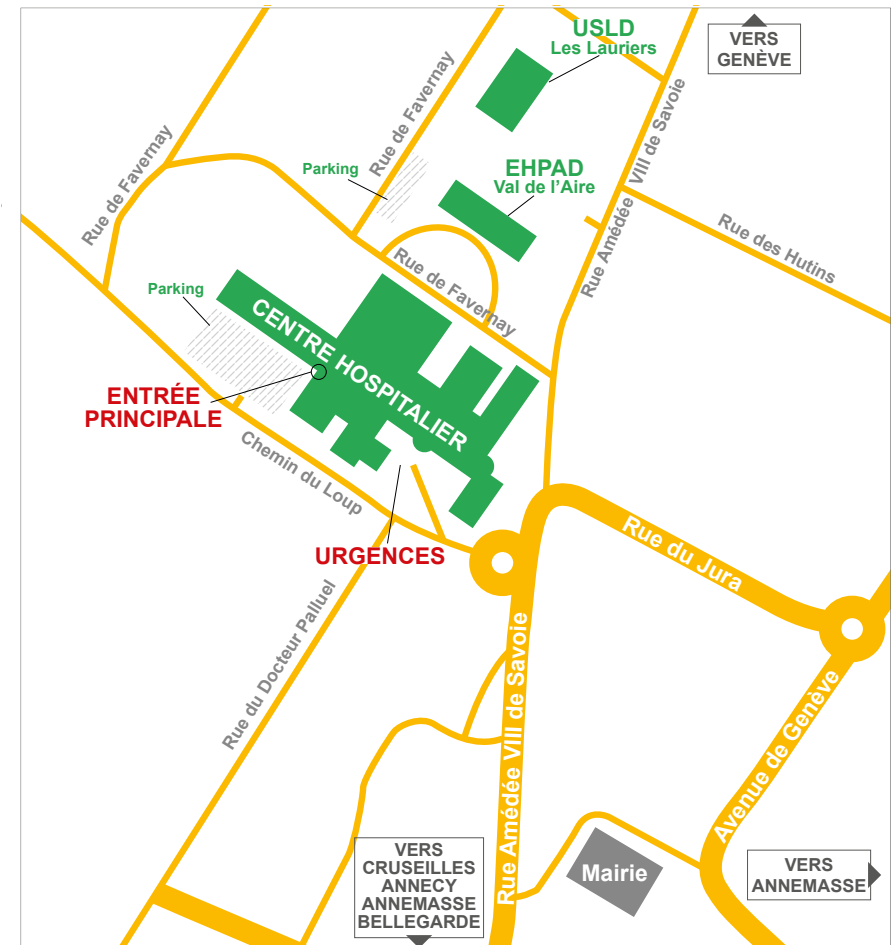 USLD
Les Lauriers
VERS
GENÈVE
Rue de Favernay
Rue Amédée VIII de Savoie
Rue de Favernay
Parking
EHPAD
Val de l'Aire
Rue des Hutins
Rue de Favernay
Parking
CENTRE HOSPITALIER
ENTRÉE
PRINCIPALE
Chemin du Loup
URGENCES
Rue du Jura
Rue du Docteur Palluel
Rue Amédée VIII de Savoie
Avenue de Genève
VERS
CRUSEILLES
ANNECY
ANNEMASSE
BELLEGARDE
Mairie
VERS
ANNEMASSE